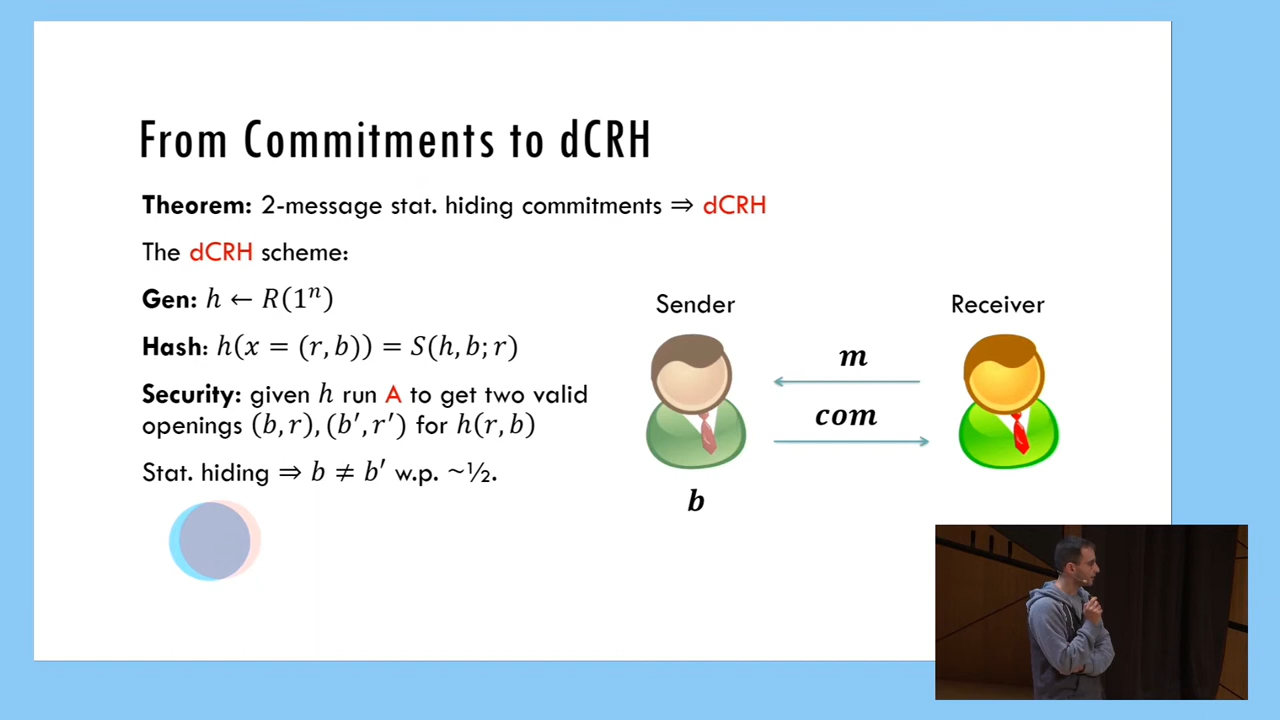 From Commitments to dCRH
Theorem: 2-message stat. hiding commitments ⇒ dCRH
The dCRH scheme:
Gen: h ← R(1ⁿ)
Hash: h(x = (r, b)) = S(h, b; r)
Security: given h run A to get two valid
openings (b, r), (b′, r′) for h(r, b)
Stat. hiding ⇒ b ≠ b′ w.p. ~½.
Sender
Receiver
m
com
b